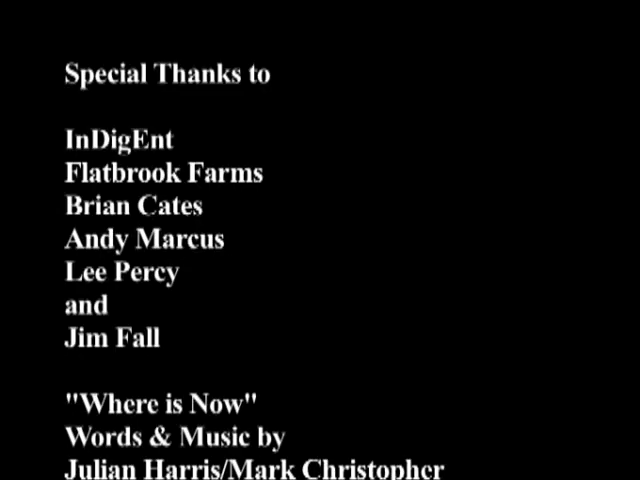 Special Thanks to
InDigEnt
Flatbrook Farms
Brian Cates
Andy Marcus
Lee Percy
and
Jim Fall
"Where is Now"
Words & Music by
Julian Harris/Mark Christopher